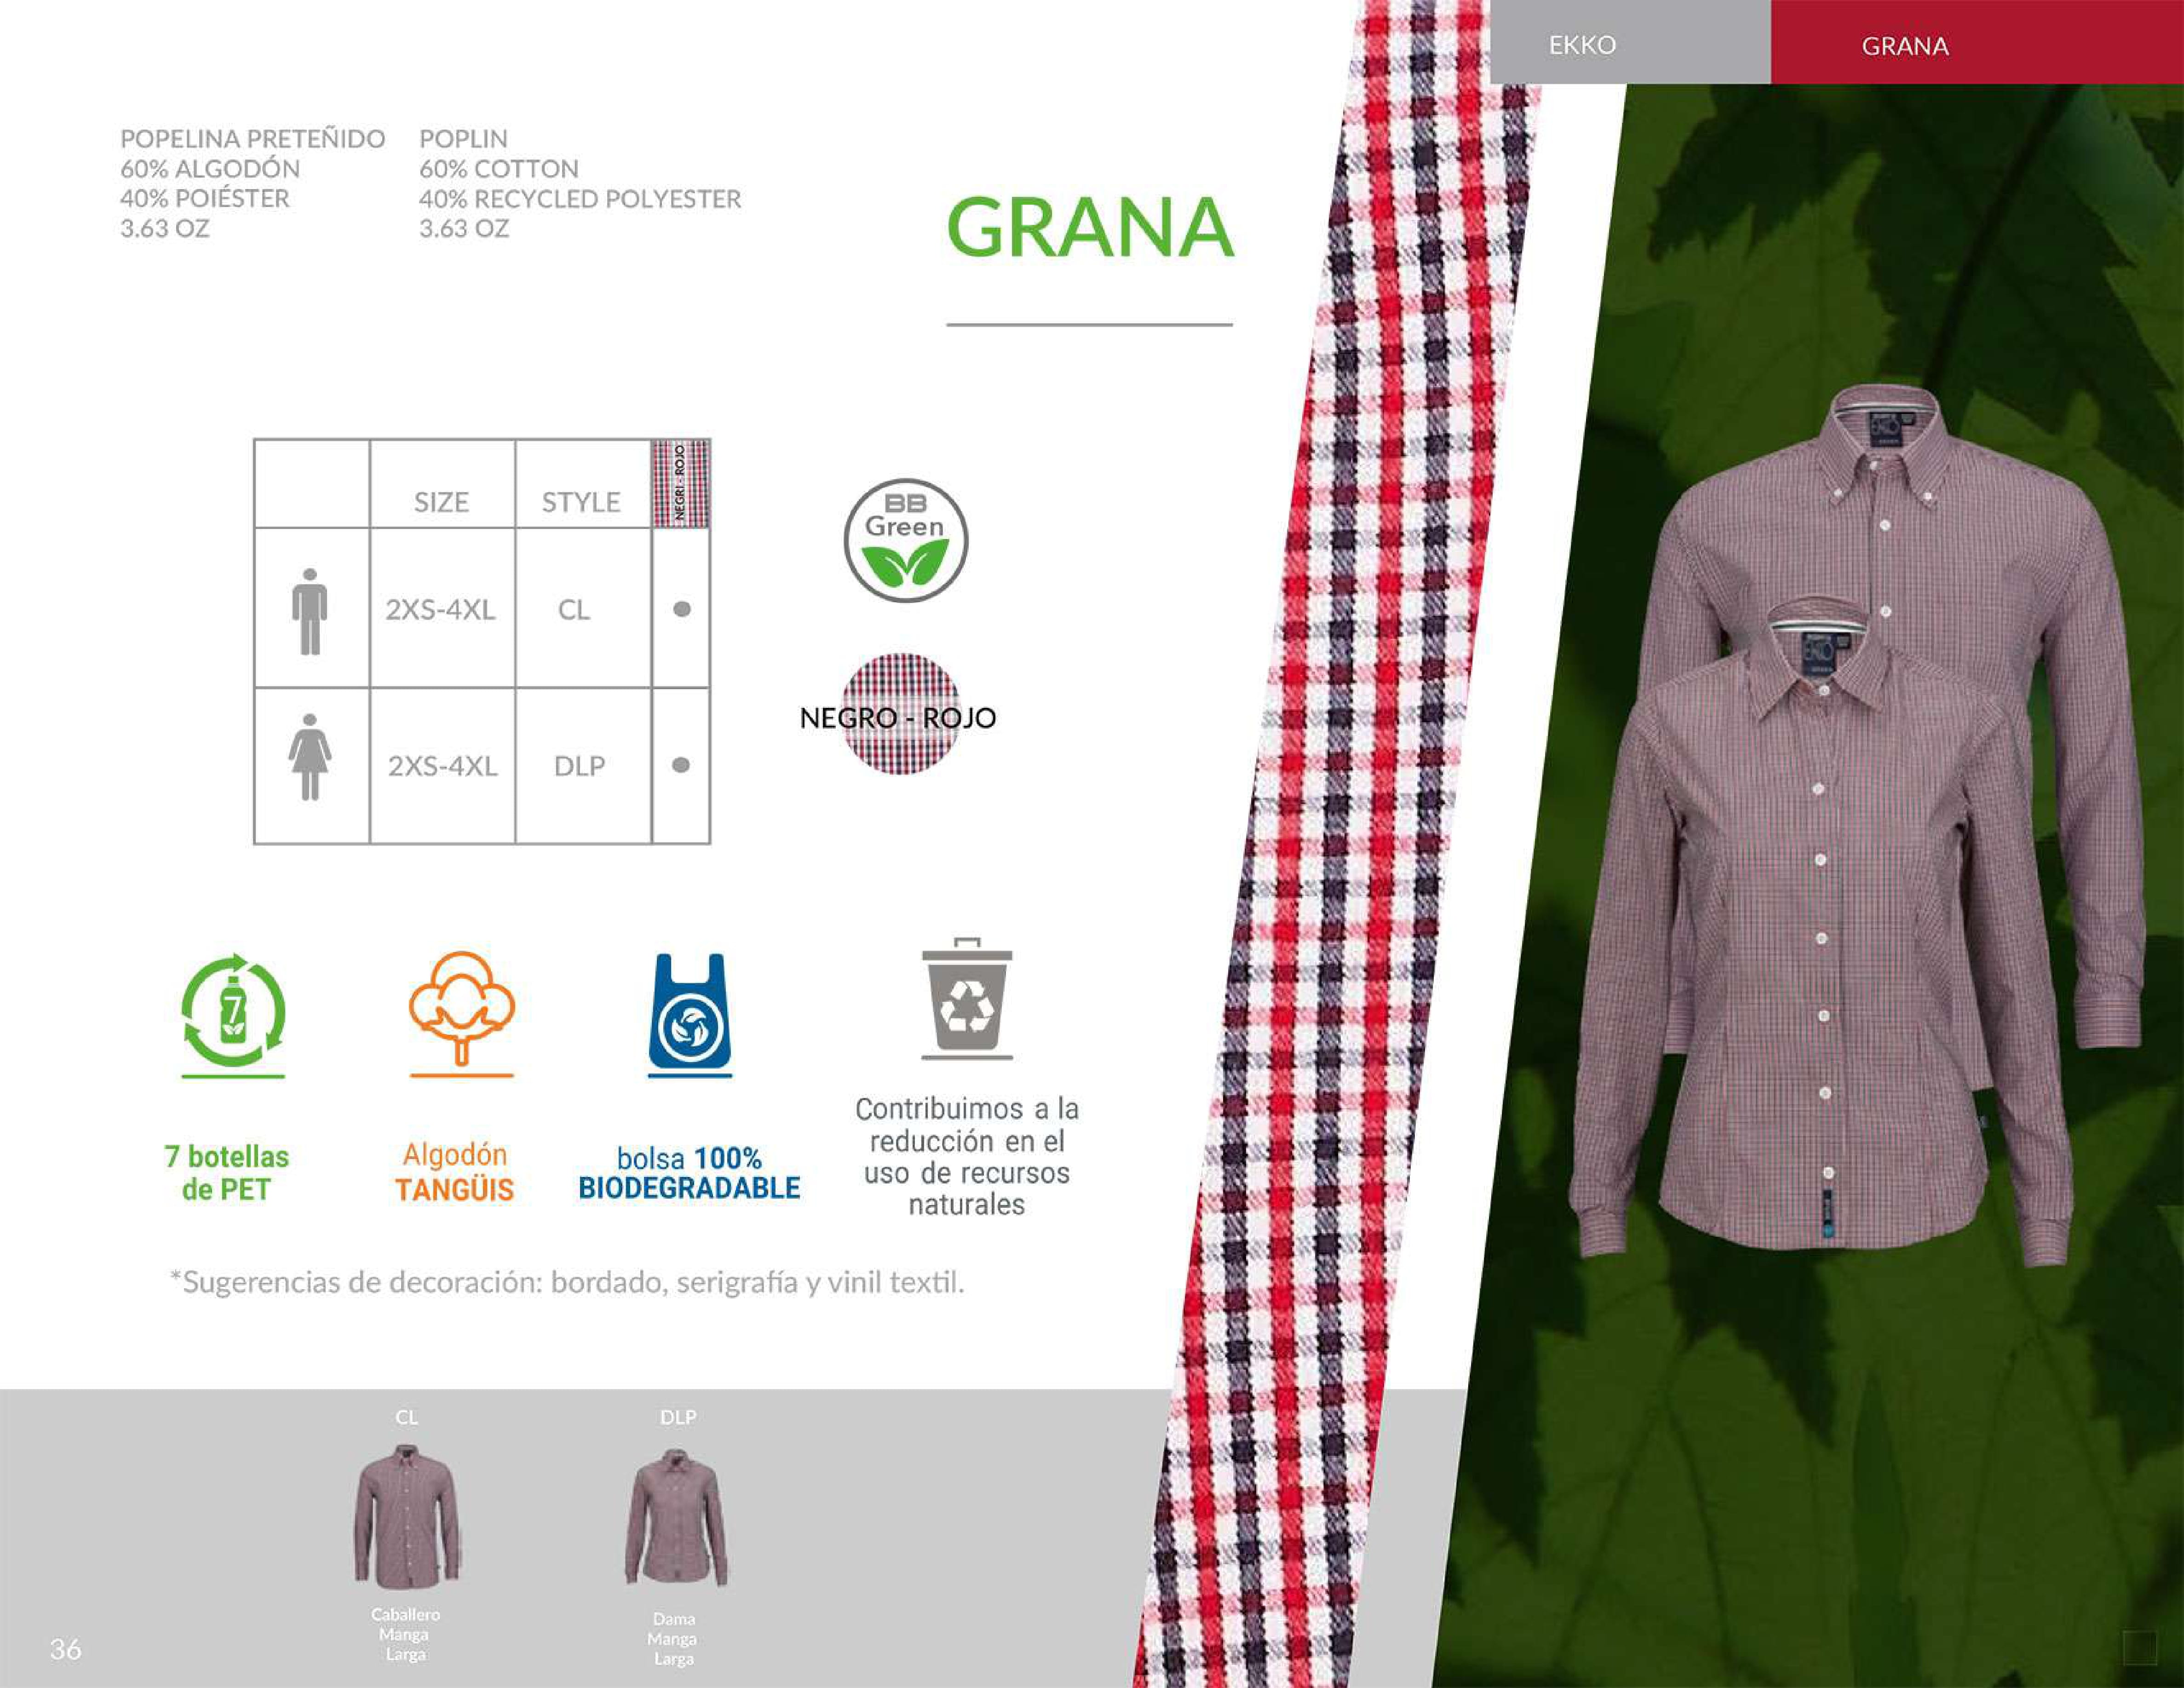 EKKO
GRANA
POPELINA PRETEÑIDO
60% ALGODÓN
40% POIÉSTER
3.63 OZ
POPLIN
60% COTTON
40% RECYCLED POLYESTER
3.63 OZ
GRANA
SIZE
STYLE
NEGRI - ROJO
2XS-4XL
CL
2XS-4XL
DLP
BB
Green
NEGRO - ROJO
7
7 botellas
de PET
Algodón
TANGÜIS
bolsa 100%
BIODEGRADABLE
Contribuimos a la
reducción en el
uso de recursos
naturales
*Sugerencias de decoración: bordado, serigrafía y vinil textil.
CL
Caballero
Manga
Larga
DLP
Dama
Manga
Larga
36
EKKO
EKKO